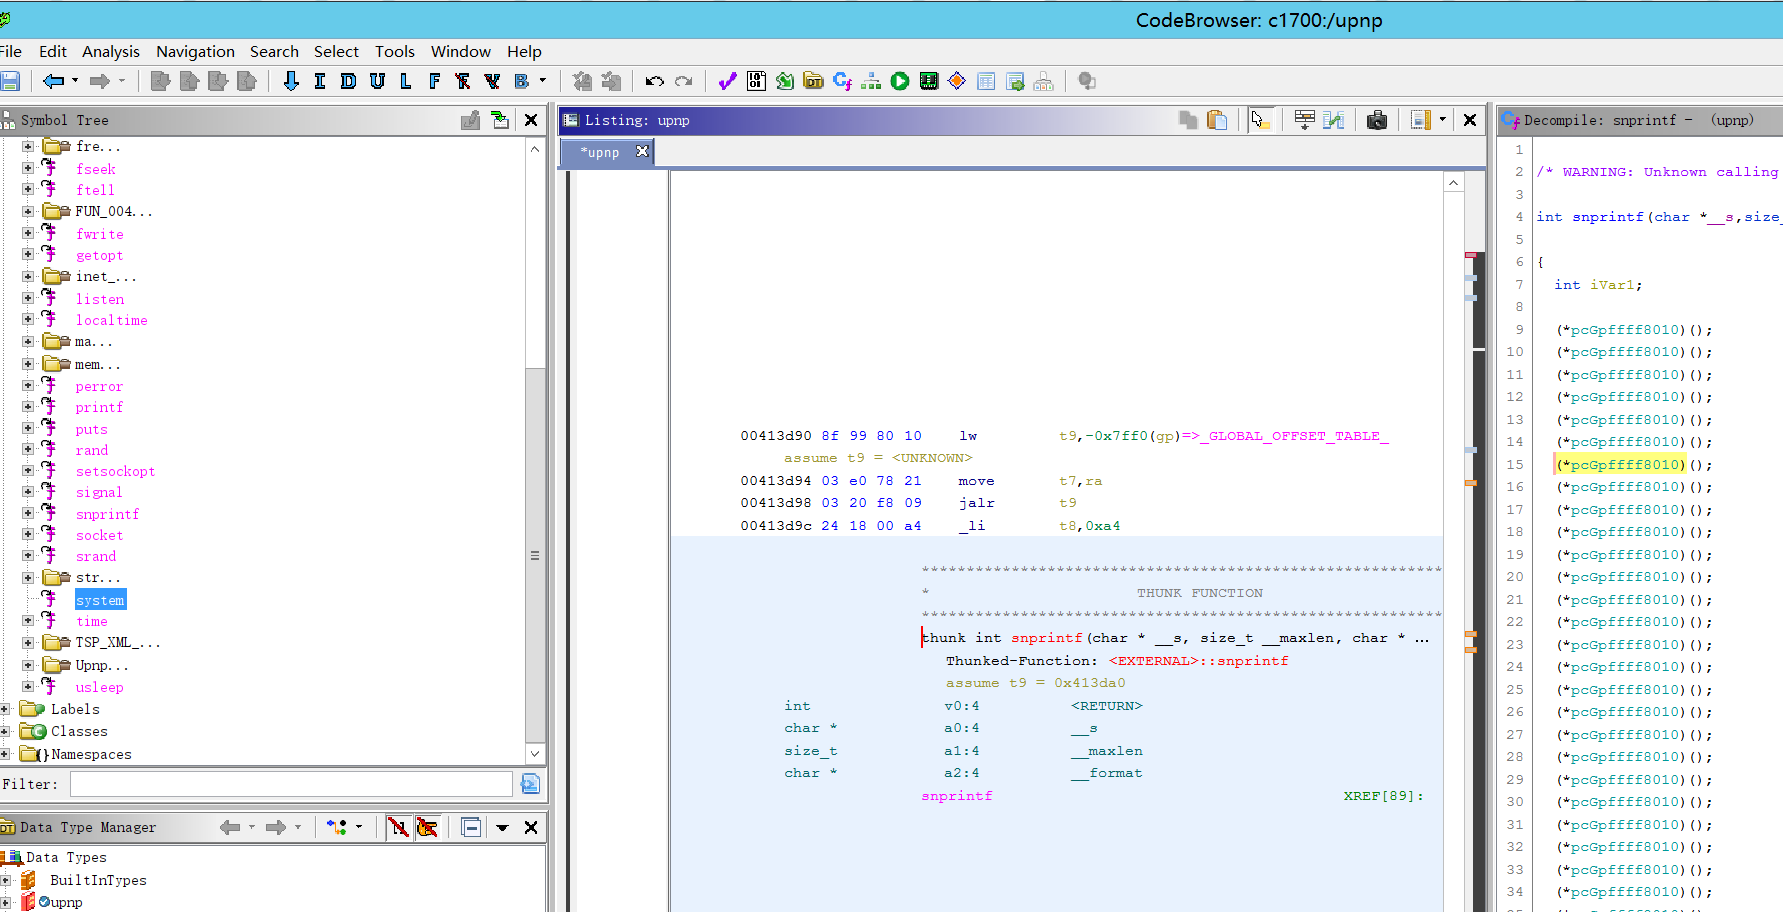 CodeBrowser: c1700:/upnp
File Edit Analysis Navigation Search Select Tools Window Help
I D U L F B
Symbol Tree
fre...
fseek
ftell
FUN_004...
fwrite
getopt
inet_...
listen
localtime
ma...
mem...
perror
printf
puts
rand
setsockopt
signal
snprintf
socket
srand
str...
system
time
TSP_XML_...
Upnp...
usleep
Labels
Classes
{} Namespaces
Filter:
Data Type Manager
Data Types
BuiltInTypes
upnp
Listing: upnp
*upnp
00413d90 8f 99 80 10 lw t9,-0x7ff0(gp)=>_GLOBAL_OFFSET_TABLE_
assume t9 = <UNKNOWN>
00413d94 03 e0 78 21 move t7,ra
00413d98 03 20 f8 09 jalr t9
00413d9c 24 18 00 a4 _li t8,0xa4
**********************************************************
* THUNK FUNCTION
**********************************************************
thunk int snprintf(char * __s, size_t __maxlen, char * ...
Thunked-Function: <EXTERNAL>::snprintf
assume t9 = 0x413da0
int v0:4 <RETURN>
char * a0:4 __s
size_t a1:4 __maxlen
char * a2:4 __format
snprintf XREF[89]:
Decompile: snprintf - (upnp)
1
2 /* WARNING: Unknown calling
3
4 int snprintf(char *__s,size_
5
6 {
7 int iVar1;
8
9 (*pcGpffff8010)();
10 (*pcGpffff8010)();
11 (*pcGpffff8010)();
12 (*pcGpffff8010)();
13 (*pcGpffff8010)();
14 (*pcGpffff8010)();
15 (*pcGpffff8010)();
16 (*pcGpffff8010)();
17 (*pcGpffff8010)();
18 (*pcGpffff8010)();
19 (*pcGpffff8010)();
20 (*pcGpffff8010)();
21 (*pcGpffff8010)();
22 (*pcGpffff8010)();
23 (*pcGpffff8010)();
24 (*pcGpffff8010)();
25 (*pcGpffff8010)();
26 (*pcGpffff8010)();
27 (*pcGpffff8010)();
28 (*pcGpffff8010)();
29 (*pcGpffff8010)();
30 (*pcGpffff8010)();
31 (*pcGpffff8010)();
32 (*pcGpffff8010)();
33 (*pcGpffff8010)();
34 (*pcGpffff8010)();